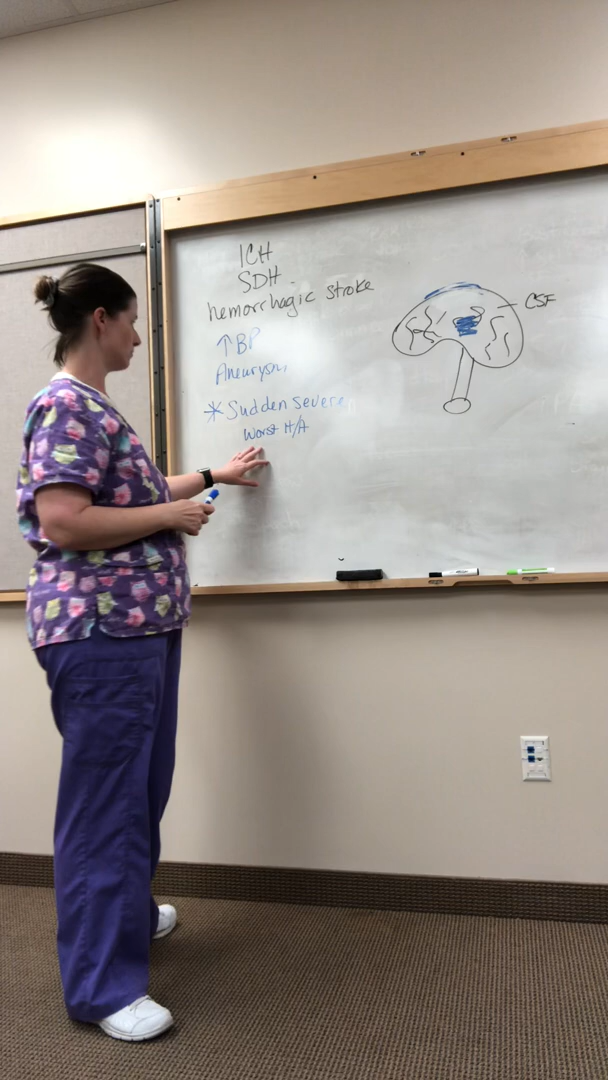 ICH
SDH
hemorrhagic stroke
↑BP
Aneurysm
* Sudden severe
Worst H/A
CSF